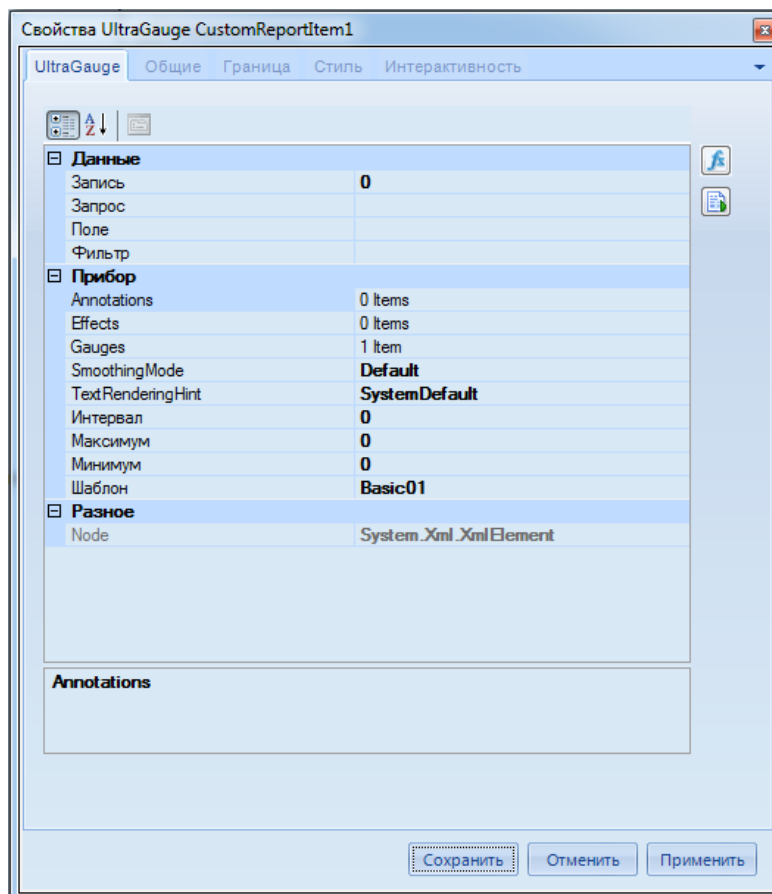 Свойства UltraGauge CustomReportItem1
UltraGauge Общие Граница Стиль Интерактивность
Данные
Запись 0
Запрос
Поле
Фильтр
Прибор
Annotations 0 Items
Effects 0 Items
Gauges 1 Item
SmoothingMode Default
TextRenderingHint SystemDefault
Интервал 0
Максимум 0
Минимум 0
Шаблон Basic01
Разное
Node System.Xml.XmlElement
Annotations
Сохранить Отменить Применить